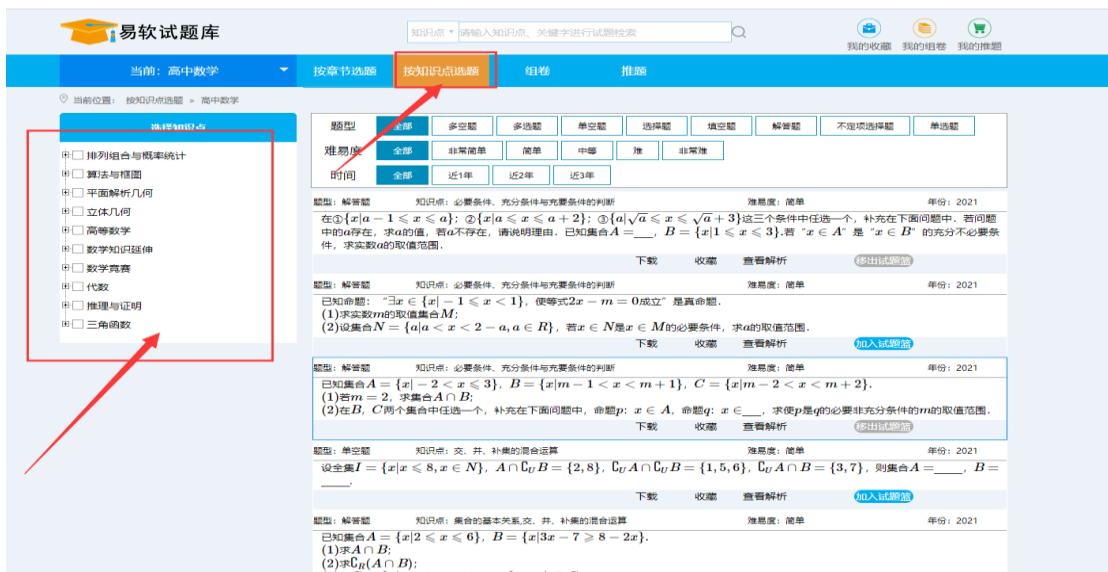 易软试题库
知识点 请输入知识点、关键字进行试题检索
我的收藏 我的组卷 我的推题
当前：高中数学 按章节选题 按知识点选题 组卷 推题
当前位置： 按知识点选题 » 高中数学
选择知识点
排列组合与概率统计
算法与框图
平面解析几何
立体几何
高等数学
数学知识延伸
数学竞赛
代数
推理与证明
三角函数
题型 全部 多空题 多选题 单空题 选择题 填空题 解答题 不定项选择题 单选题
难易度 全部 非常简单 简单 中等 难 非常难
时间 全部 近1年 近2年 近3年
题型：解答题 知识点：必要条件、充分条件与充要条件的判断 难易度：简单 年份：2021
在①{x|a − 1 ⩽ x ⩽ a}；②{x|a ⩽ x ⩽ a + 2}；③{a|√a ⩽ x ⩽ √a + 3}这三个条件中任选一个，补充在下面问题中．若问题
中的a存在，求a的值，若a不存在，请说明理由．已知集合A = ___，B = {x|1 ⩽ x ⩽ 3}.若“x ∈ A”是“x ∈ B”的充分不必要条
件，求实数a的取值范围．
下载 收藏 查看解析 移出试题篮
题型：解答题 知识点：必要条件、充分条件与充要条件的判断 难易度：简单 年份：2021
已知命题：“∃x ∈ {x| − 1 ⩽ x < 1}，使等式2x − m = 0成立”是真命题．
(1)求实数m的取值集合M;
(2)设集合N = {a|a < x < 2 − a, a ∈ R}，若x ∈ N是x ∈ M的必要条件，求a的取值范围．
下载 收藏 查看解析 加入试题篮
题型：解答题 知识点：必要条件、充分条件与充要条件的判断 难易度：简单 年份：2021
已知集合A = {x| − 2 < x ⩽ 3}，B = {x|m − 1 < x < m + 1}，C = {x|m − 2 < x < m + 2}.
(1)若m = 2，求集合A ∩ B;
(2)在B，C两个集合中任选一个，补充在下面问题中，命题p：x ∈ A，命题q：x ∈___，求使p是q的必要非充分条件的m的取值范围．
下载 收藏 查看解析 移出试题篮
题型：单空题 知识点：交、并、补集的混合运算 难易度：简单 年份：2021
设全集I = {x|x ⩽ 8, x ∈ N}，A ∩ ∁UB = {2, 8}，∁UA ∩ ∁UB = {1, 5, 6}，∁UA ∩ B = {3, 7}，则集合A = ____，B =
____.
下载 收藏 查看解析 加入试题篮
题型：解答题 知识点：集合的基本关系,交、并、补集的混合运算 难易度：简单 年份：2021
已知集合A = {x|2 ⩽ x ⩽ 6}，B = {x|3x − 7 ⩾ 8 − 2x}.
(1)求A ∩ B;
(2)求∁R(A ∩ B);